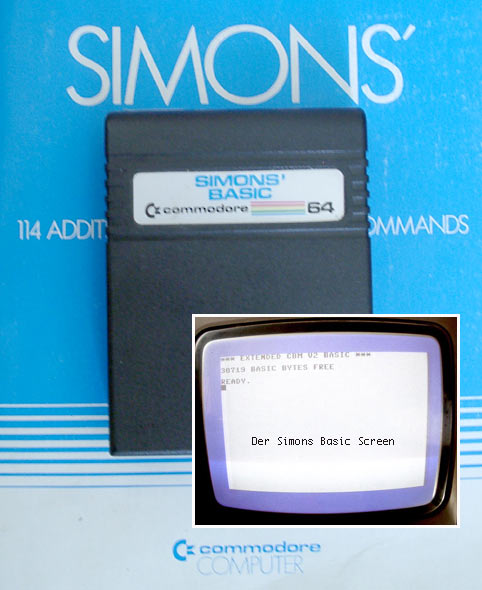 SIMONS'
SIMONS'
BASIC
commodore 64
114 ADDIT OMMANDS
*** EXTENDED CBM V2 BASIC ***
30719 BASIC BYTES FREE
READY.
Der Simons Basic Screen
commodore
COMPUTER